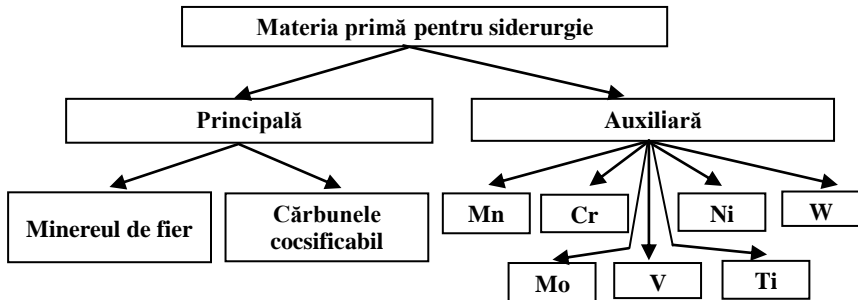 Materia primă pentru siderurgie
Principală
Auxiliară
Minereul de fier
Cărbunele
cocsificabil
Mn
Cr
Ni
W
Mo
V
Ti